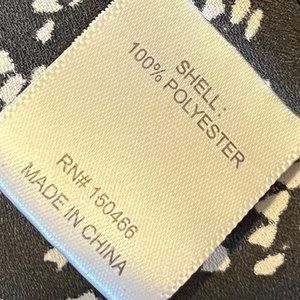 SHELL:
100% POLYESTER
RN# 150466
MADE IN CHINA